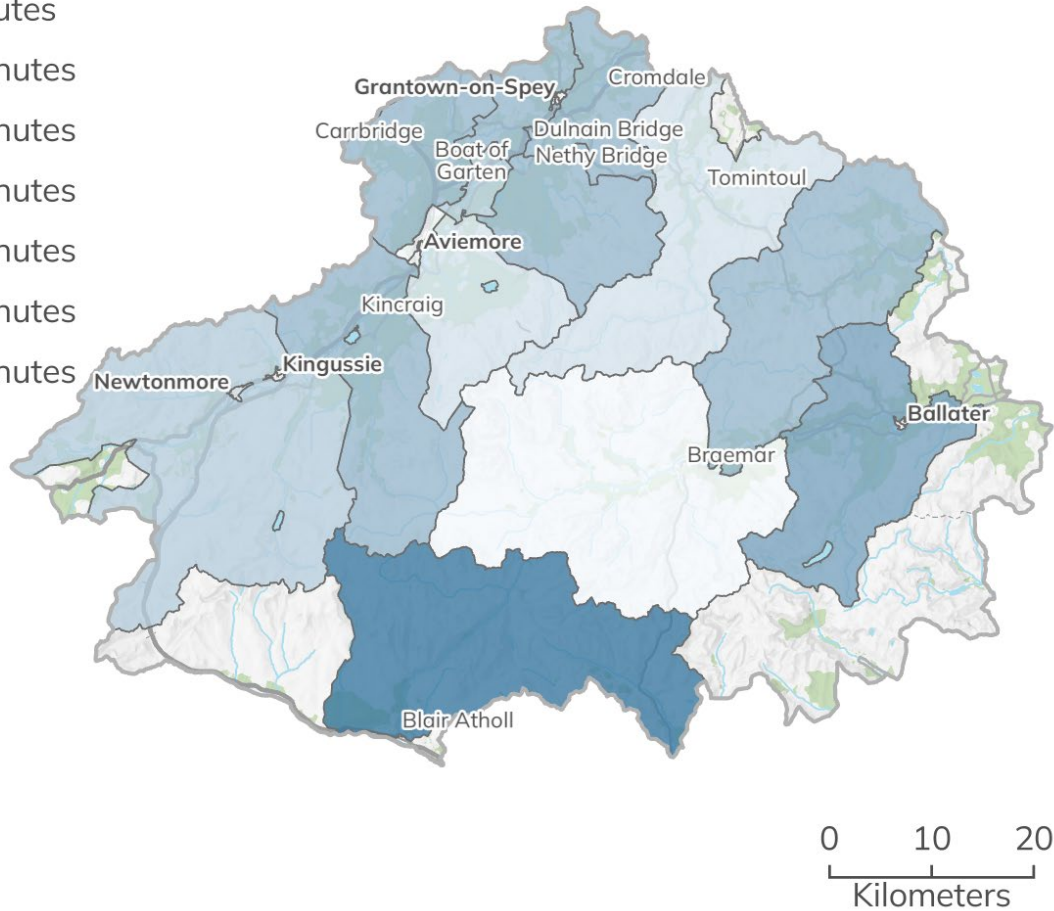 utes
nutes
nutes
nutes
nutes
nutes
nutes
Cromdale
Grantown-on-Spey
Carrbridge
Dulnain Bridge
Boat of
Garten
Nethy Bridge
Tomintoul
Aviemore
Kincraig
Kingussie
Newtonmore
Ballater
Braemar
Blair Atholl
0 10 20
Kilometers